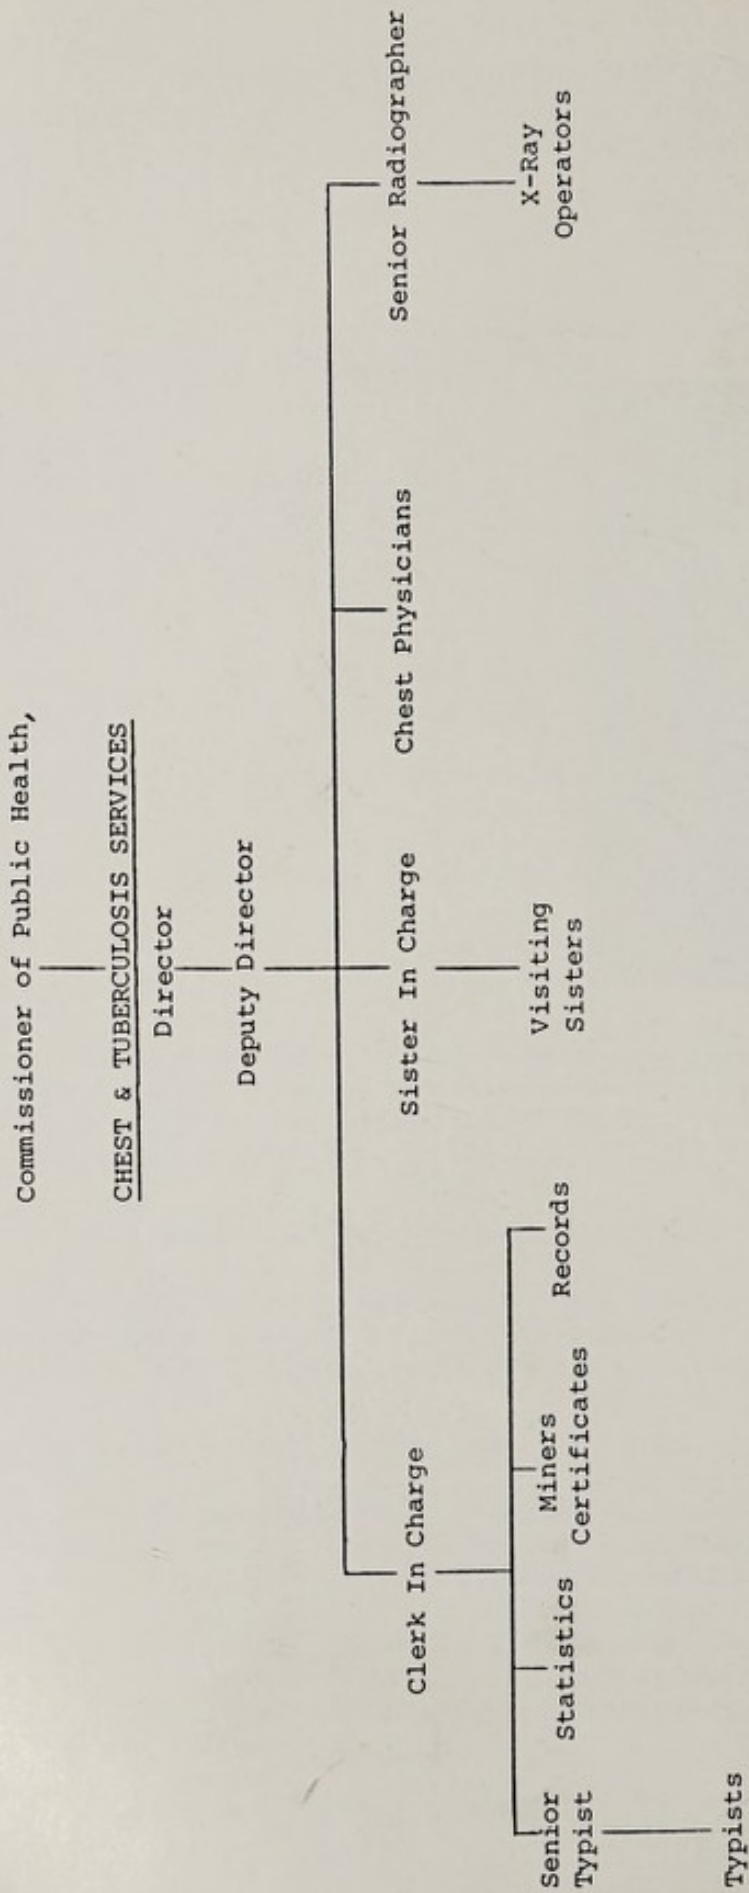 Commissioner of Public Health,
CHEST & TUBERCULOSIS SERVICES
Director
Deputy Director
Clerk In Charge
Sister In Charge
Chest Physicians
Senior Radiographer
Senior
Typist
Statistics
Miners
Certificates
Records
Visiting
Sisters
X-Ray
Operators
Typists